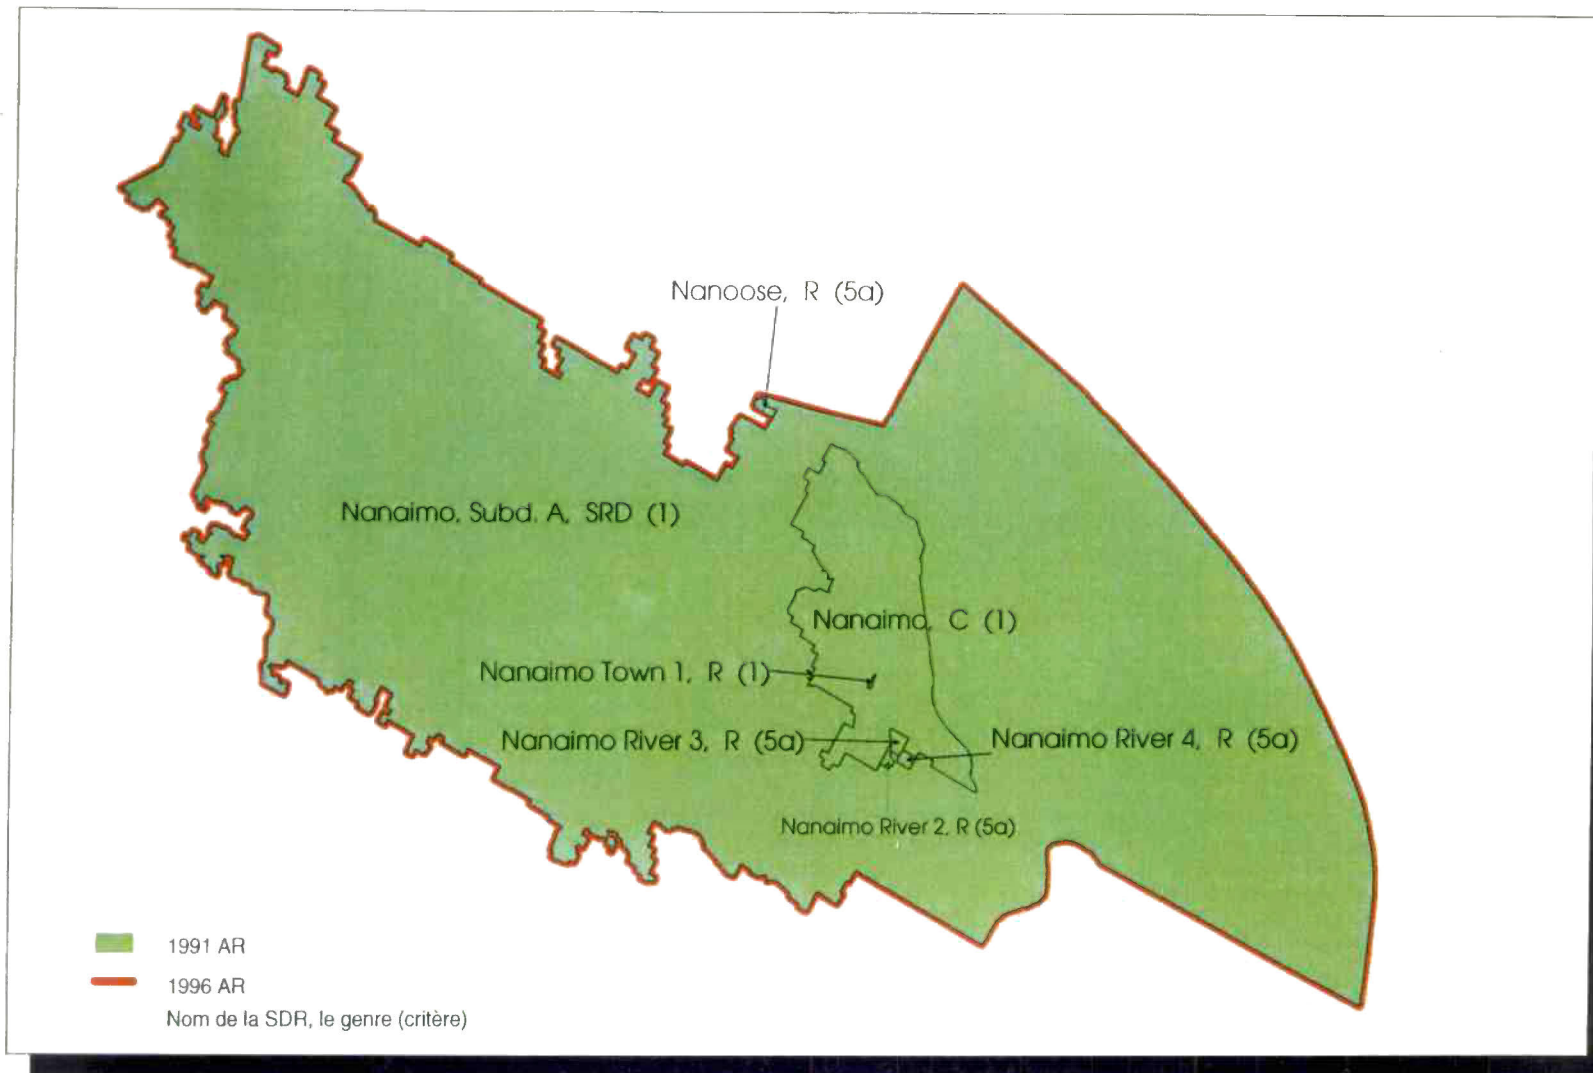 Nanoose, R (5a)
Nanaimo, Subd. A, SRD (1)
Nanaimo, C (1)
Nanaimo Town 1, R (1)
Nanaimo River 3, R (5a)
Nanaimo River 4, R (5a)
Nanaimo River 2, R (5a)
1991 AR
1996 AR
Nom de la SDR, le genre (critère)